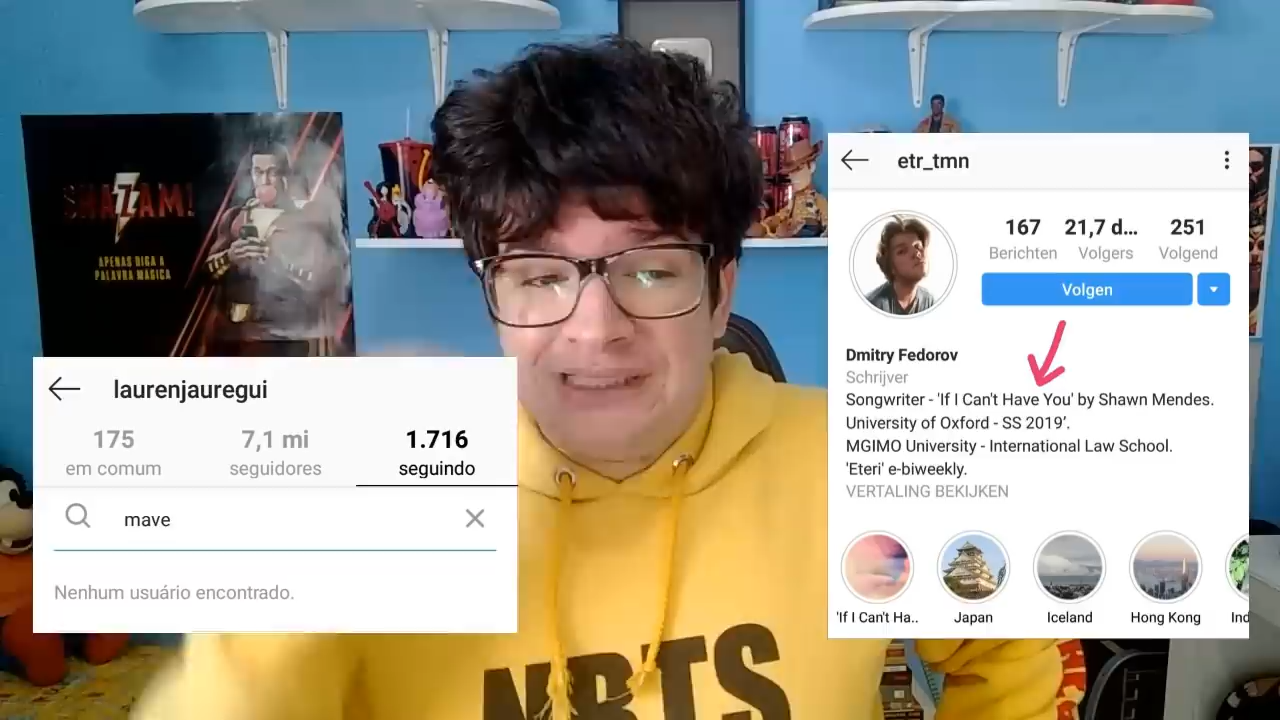 SHAZAM!
APENAS DIGA A
PALAVRA MÁGICA
laurenjauregui
175
7,1 mi
1.716
em comum
seguidores
seguindo
mave
Nenhum usuário encontrado.
NBTS
etr_tmn
167
21,7 d...
251
Berichten
Volgers
Volgend
Volgen
Dmitry Fedorov
Schrijver
Songwriter - 'If I Can't Have You' by Shawn Mendes.
University of Oxford - SS 2019'.
MGIMO University - International Law School.
'Eteri' e-biweekly.
VERTALING BEKIJKEN
'If I Can't Ha..
Japan
Iceland
Hong Kong
Ind